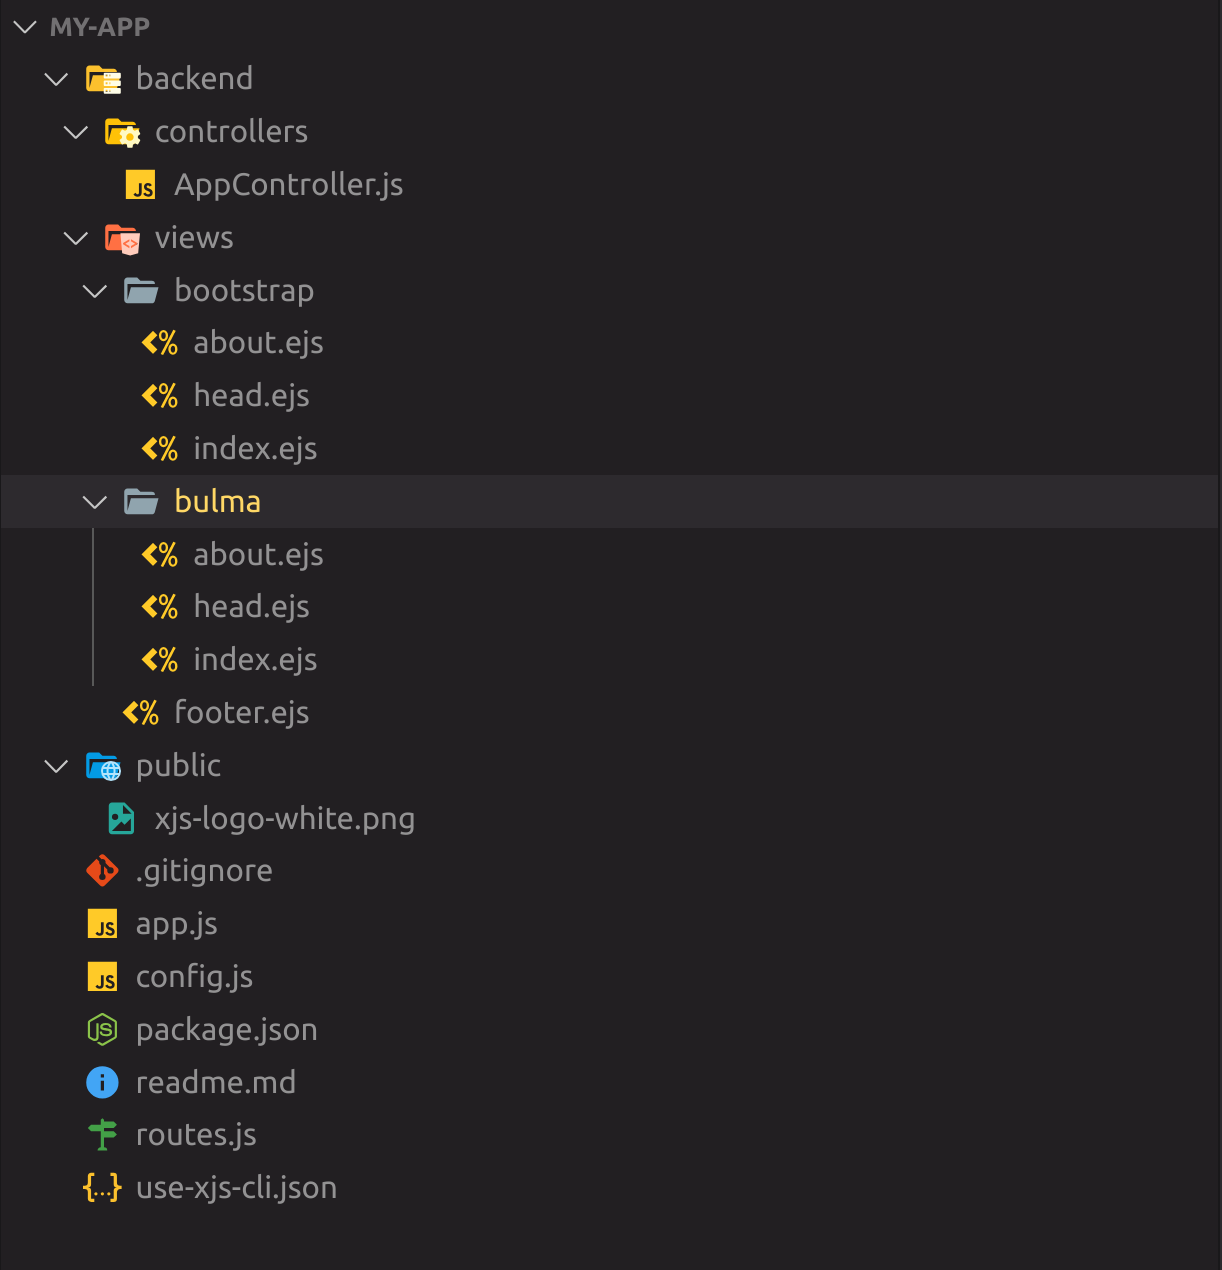 MY-APP
backend
controllers
AppController.js
views
bootstrap
about.ejs
head.ejs
index.ejs
bulma
about.ejs
head.ejs
index.ejs
footer.ejs
public
xjs-logo-white.png
.gitignore
app.js
config.js
package.json
readme.md
routes.js
use-xjs-cli.json